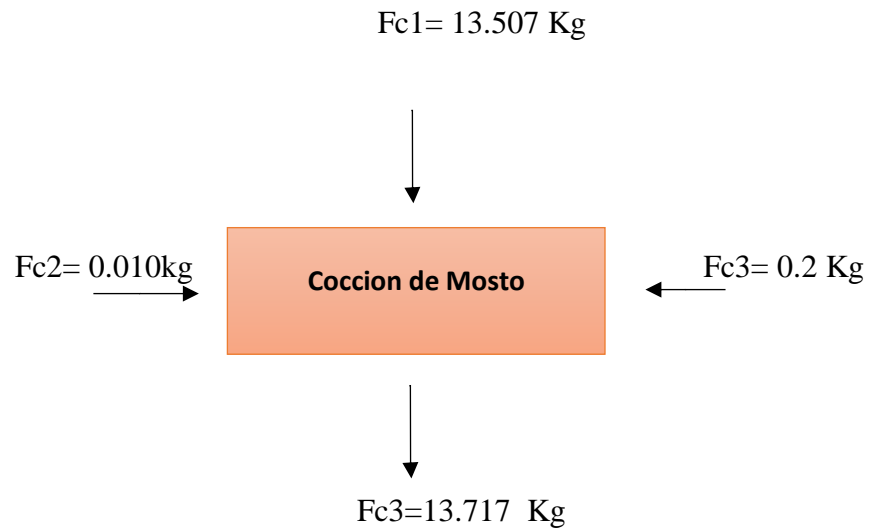 Fc1= 13.507 Kg
Fc2= 0.010kg
Coccion de Mosto
Fc3= 0.2 Kg
Fc3=13.717 Kg